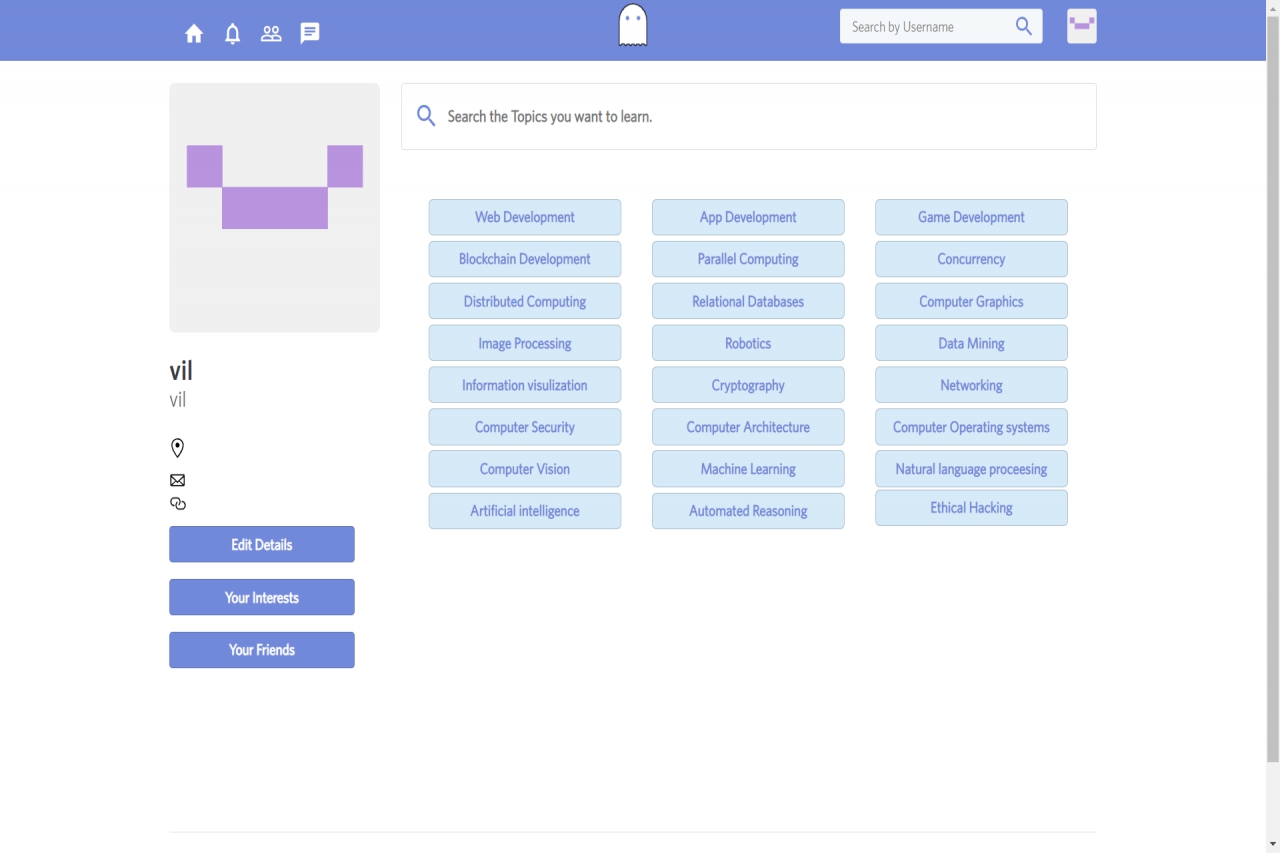 Search by Username
Search the Topics you want to learn.
Web Development
App Development
Game Development
Blockchain Development
Parallel Computing
Concurrency
Distributed Computing
Relational Databases
Computer Graphics
Image Processing
Robotics
Data Mining
Information visulization
Cryptography
Networking
Computer Security
Computer Architecture
Computer Operating systems
Computer Vision
Machine Learning
Natural language proceesing
Artificial intelligence
Automated Reasoning
Ethical Hacking
vil
vil
Edit Details
Your Interests
Your Friends